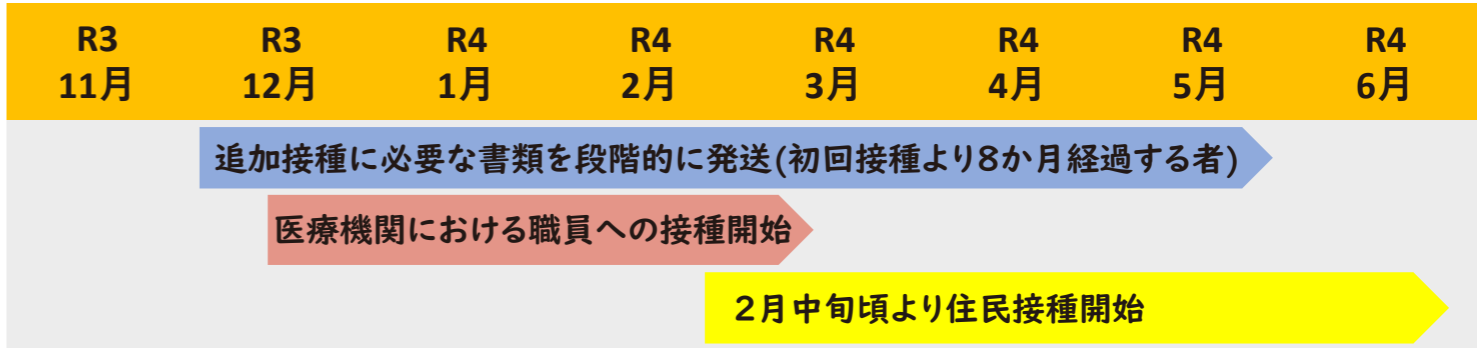 R3 R3 R4 R4 R4 R4 R4 R4
11月 12月 1月 2月 3月 4月 5月 6月
追加接種に必要な書類を段階的に発送(初回接種より8か月経過する者)
医療機関における職員への接種開始
2月中旬頃より住民接種開始